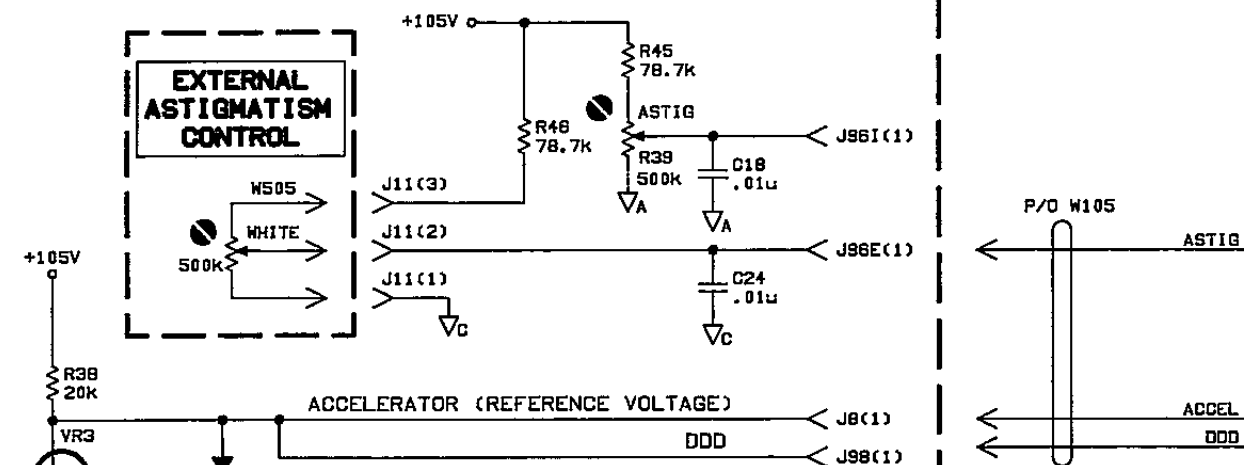 +105V
EXTERNAL
ASTIGMATISM
CONTROL
R45
78.7K
ASTIG
R46
78.7K
J96I(1)
R39
500K
C18
.01u
A
A
W505
J11(3)
P/O W105
WHITE
J11(2)
J96E(1)
ASTIG
500K
+105V
J11(1)
C24
.01u
C
C
R38
20K
ACCELERATOR (REFERENCE VOLTAGE)
J8(1)
ACCEL
VR3
DDD
J98(1)
DDD